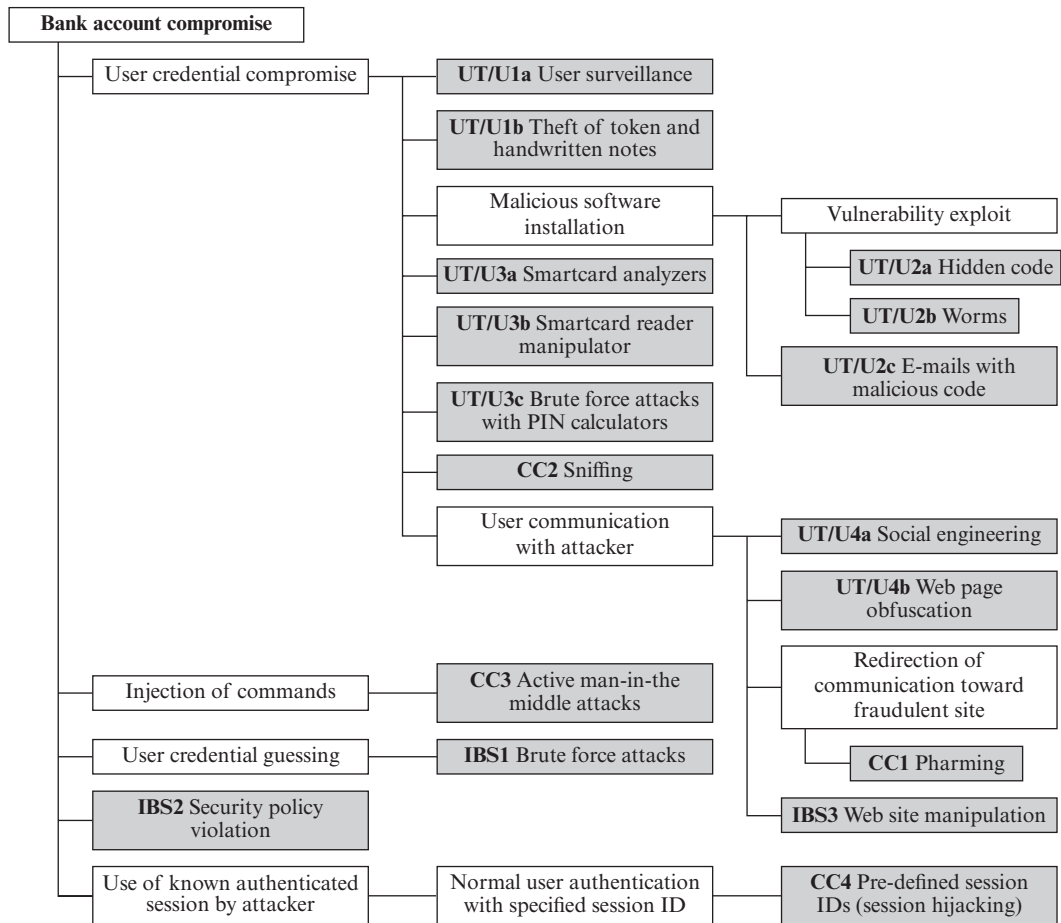 Bank account compromise
User credential compromise
UT/U1a User surveillance
UT/U1b Theft of token and
handwritten notes
Malicious software
installation
Vulnerability exploit
UT/U2a Hidden code
UT/U2b Worms
UT/U2c E-mails with
malicious code
UT/U3a Smartcard analyzers
UT/U3b Smartcard reader
manipulator
UT/U3c Brute force attacks
with PIN calculators
CC2 Sniffing
User communication
with attacker
UT/U4a Social engineering
UT/U4b Web page
obfuscation
Redirection of
communication toward
fraudulent site
CC1 Pharming
IBS3 Web site manipulation
Injection of commands
CC3 Active man-in-the
middle attacks
User credential guessing
IBS1 Brute force attacks
IBS2 Security policy
violation
Use of known authenticated
session by attacker
Normal user authentication
with specified session ID
CC4 Pre-defined session
IDs (session hijacking)